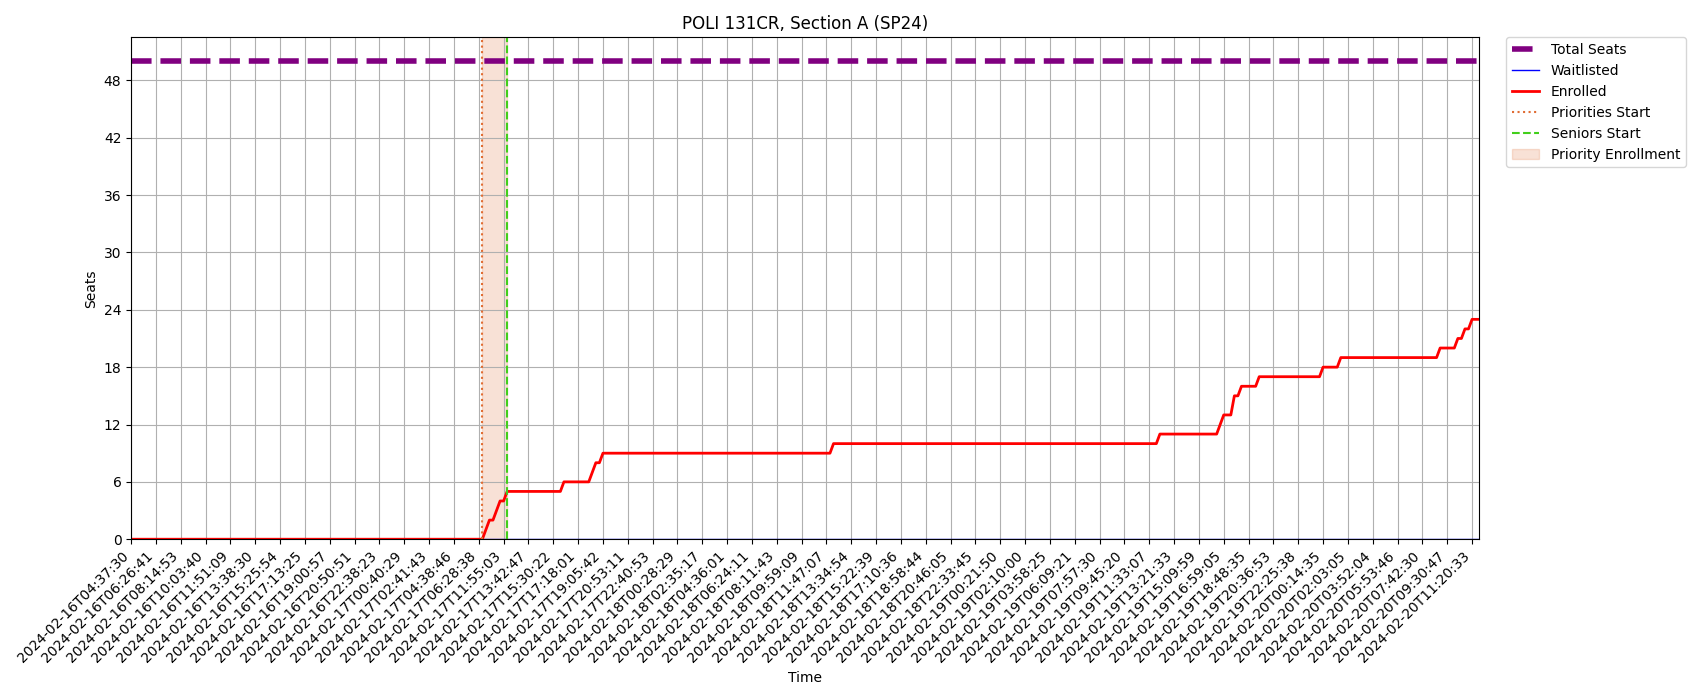 POLI 131CR, Section A (SP24)
Total Seats
Waitlisted
Enrolled
Priorities Start
Seniors Start
Priority Enrollment
Seats
48
42
36
30
24
18
12
6
0
2024-02-16T04:37:30
2024-02-16T06:26:41
2024-02-16T08:14:53
2024-02-16T10:03:40
2024-02-16T11:51:09
2024-02-16T13:38:30
2024-02-16T15:25:54
2024-02-16T17:13:25
2024-02-16T19:00:57
2024-02-16T20:50:51
2024-02-16T22:38:23
2024-02-17T00:40:29
2024-02-17T02:41:43
2024-02-17T04:38:46
2024-02-17T06:28:38
2024-02-17T11:55:03
2024-02-17T13:42:47
2024-02-17T15:30:22
2024-02-17T17:18:01
2024-02-17T19:05:42
2024-02-17T20:53:11
2024-02-17T22:40:53
2024-02-18T00:28:29
2024-02-18T02:35:17
2024-02-18T04:36:01
2024-02-18T06:24:11
2024-02-18T08:11:43
2024-02-18T09:59:09
2024-02-18T11:47:07
2024-02-18T13:34:54
2024-02-18T15:22:39
2024-02-18T17:10:36
2024-02-18T18:58:44
2024-02-18T20:46:05
2024-02-18T22:33:45
2024-02-19T00:21:50
2024-02-19T02:10:00
2024-02-19T03:58:25
2024-02-19T06:09:21
2024-02-19T07:57:30
2024-02-19T09:45:20
2024-02-19T11:33:07
2024-02-19T13:21:33
2024-02-19T15:09:59
2024-02-19T16:59:05
2024-02-19T18:48:35
2024-02-19T20:36:53
2024-02-19T22:25:38
2024-02-20T00:14:35
2024-02-20T02:03:05
2024-02-20T03:52:04
2024-02-20T05:53:46
2024-02-20T07:42:30
2024-02-20T09:30:47
2024-02-20T11:20:33
Time